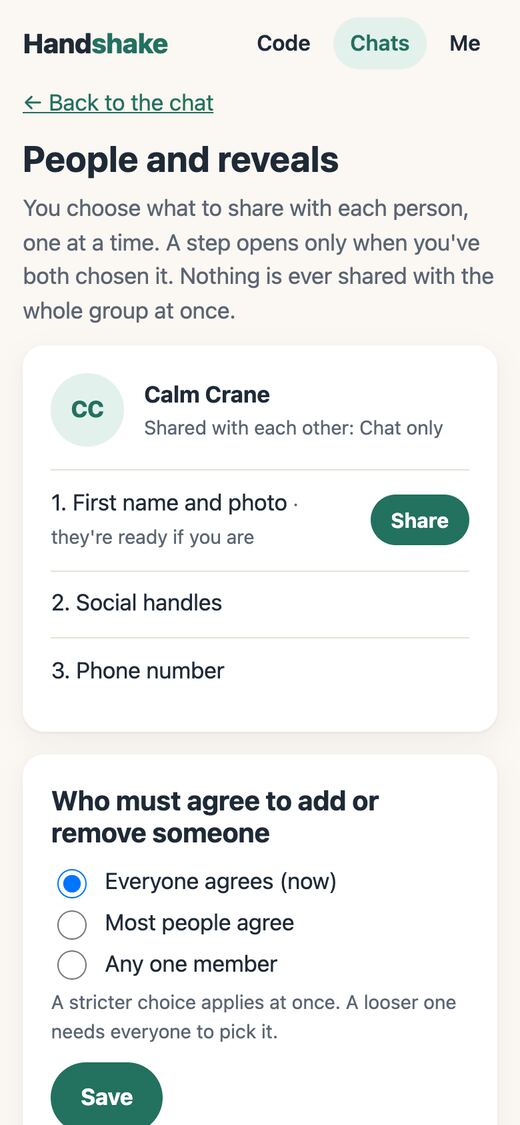 Handshake
Code
Chats
Me
← Back to the chat
People and reveals
You choose what to share with each person,
one at a time. A step opens only when you've
both chosen it. Nothing is ever shared with the
whole group at once.
CC
Calm Crane
Shared with each other: Chat only
1. First name and photo ·
they're ready if you are
Share
2. Social handles
3. Phone number
Who must agree to add or
remove someone
Everyone agrees (now)
Most people agree
Any one member
A stricter choice applies at once. A looser one
needs everyone to pick it.
Save